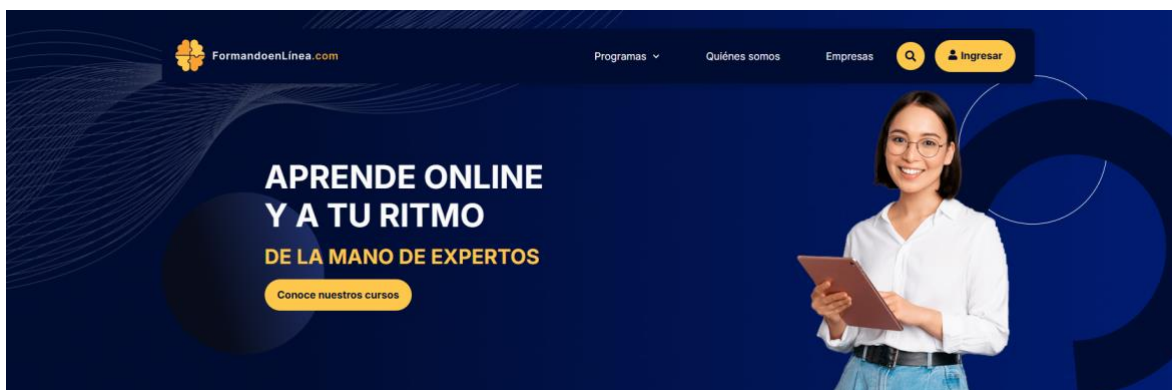 FormandoenLínea.com
Programas
Quiénes somos
Empresas
Ingresar
APRENDE ONLINE
Y A TU RITMO
DE LA MANO DE EXPERTOS
Conoce nuestros cursos